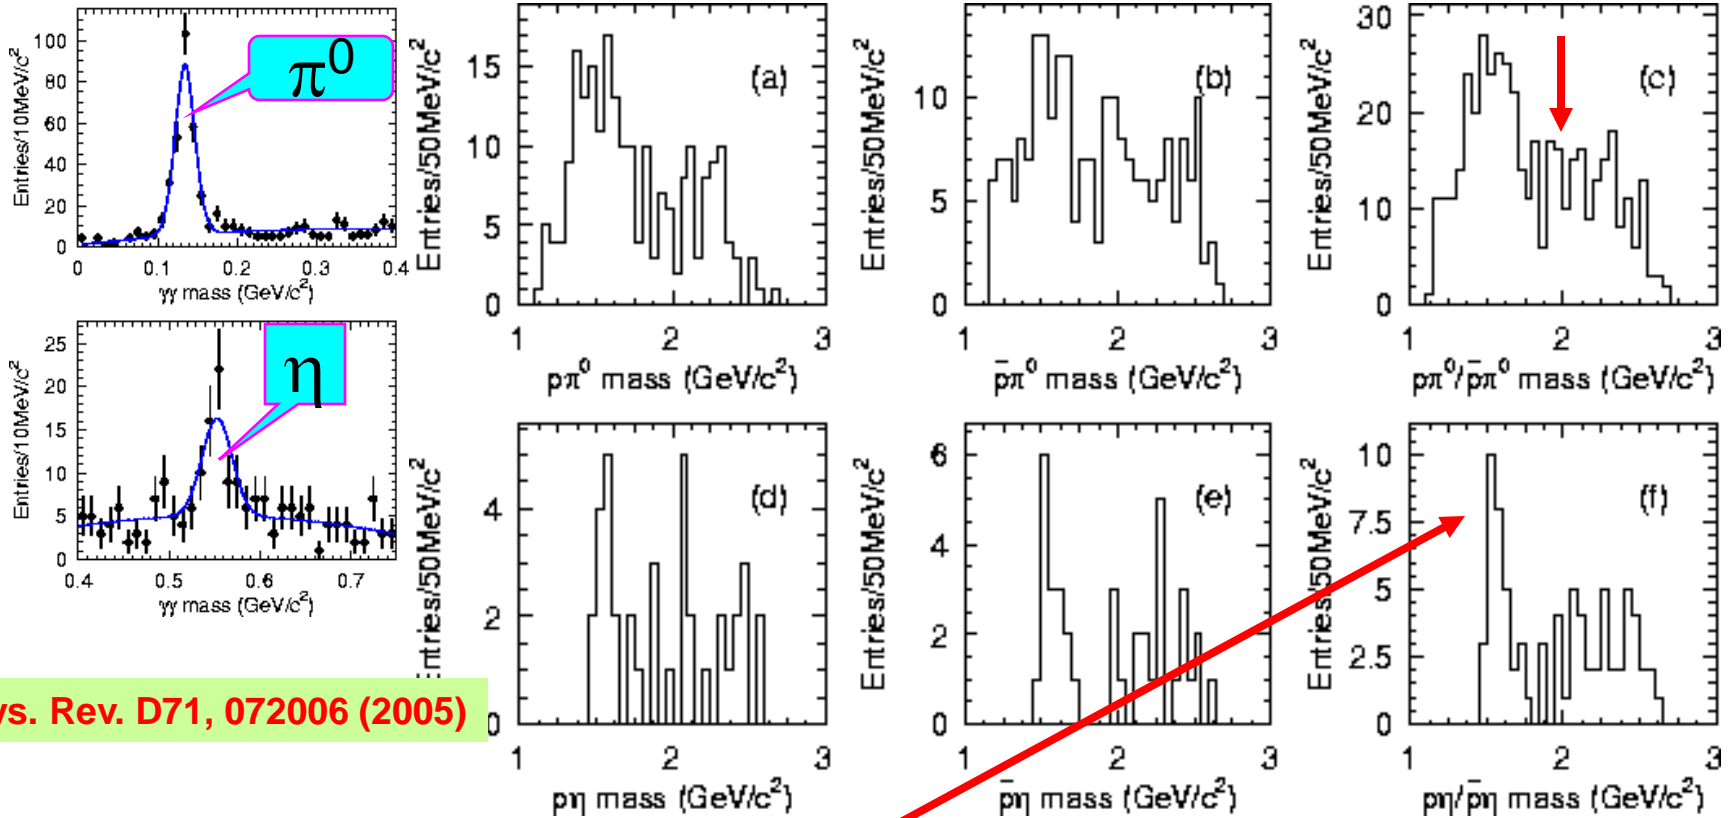 Entries/10MeV/c²
100
80
60
40
20
0
0
0.1
0.2
0.3
0.4
γγ mass (GeV/c²)
π⁰
Entries/10MeV/c²
25
20
15
10
5
0
0.4
0.5
0.6
0.7
γγ mass (GeV/c²)
η
Entries/50MeV/c²
15
10
5
0
(a)
1
2
3
pπ⁰ mass (GeV/c²)
Entries/50MeV/c²
10
5
0
(b)
1
2
3
p̄π⁰ mass (GeV/c²)
Entries/50MeV/c²
30
20
10
0
(c)
1
2
3
pπ⁰/p̄π⁰ mass (GeV/c²)
Entries/50MeV/c²
4
2
0
(d)
1
2
3
pη mass (GeV/c²)
Entries/50MeV/c²
6
4
2
0
(e)
1
2
3
p̄η mass (GeV/c²)
Entries/50MeV/c²
10
7.5
5
2.5
0
(f)
1
2
3
pη/p̄η mass (GeV/c²)
ys. Rev. D71, 072006 (2005)